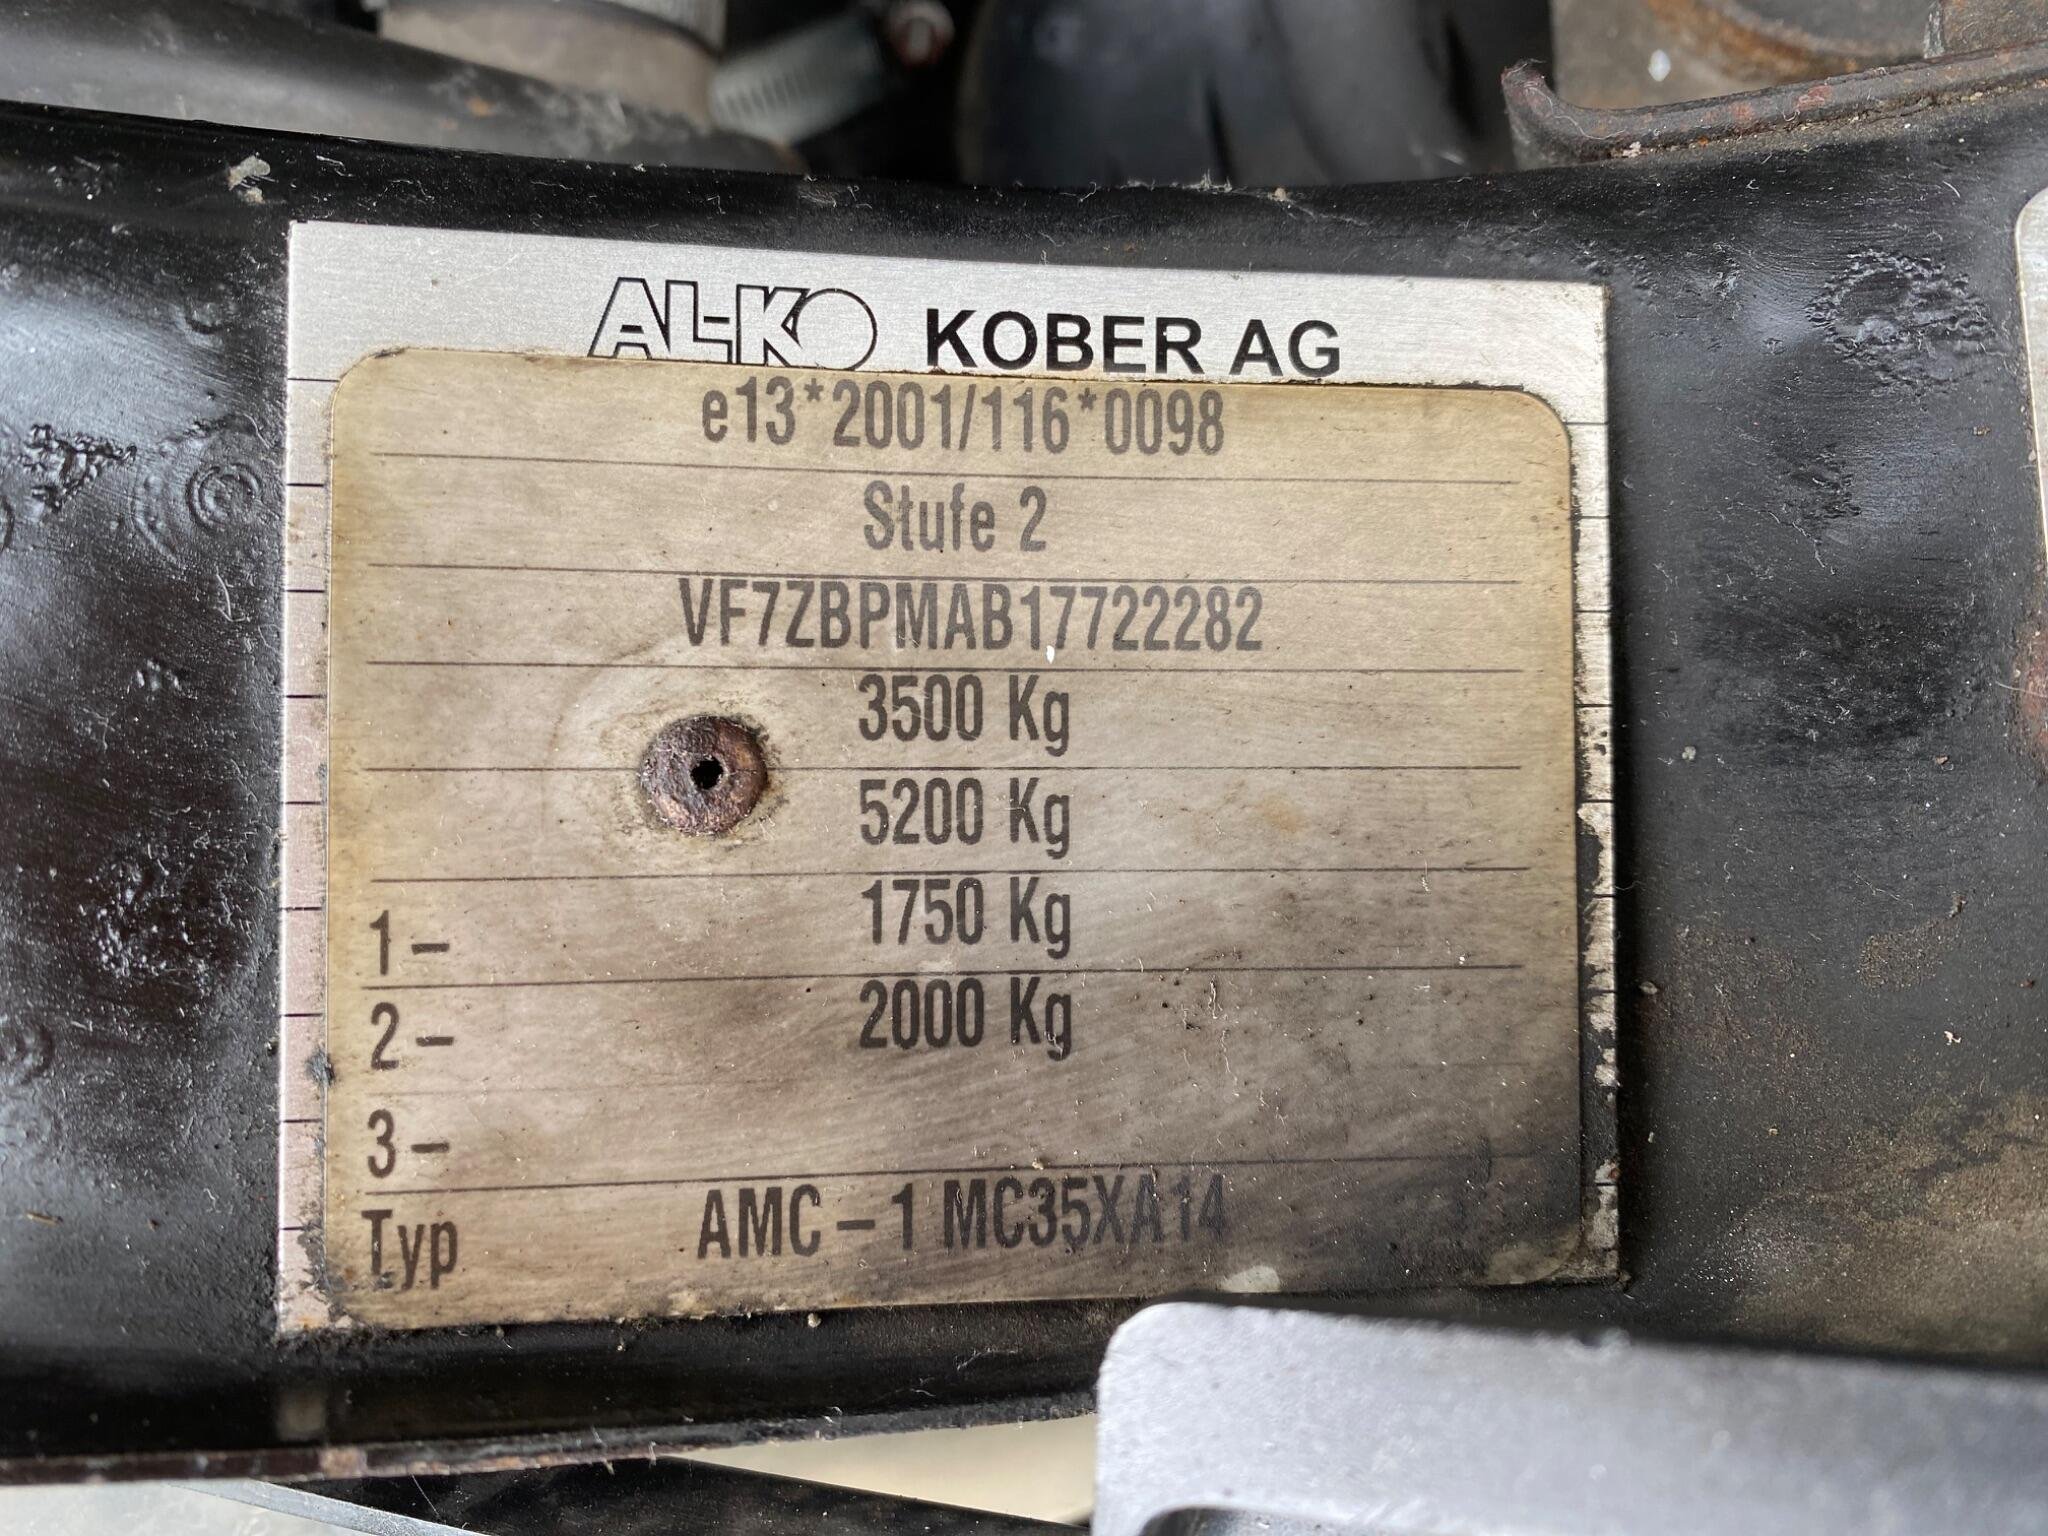 AL-KO KOBER AG
e13*2001/116*0098
Stufe 2
VF7ZBPMAB17722282
3500 Kg
5200 Kg
1- 1750 Kg
2- 2000 Kg
3-
Typ AMC-1 MC35XA14